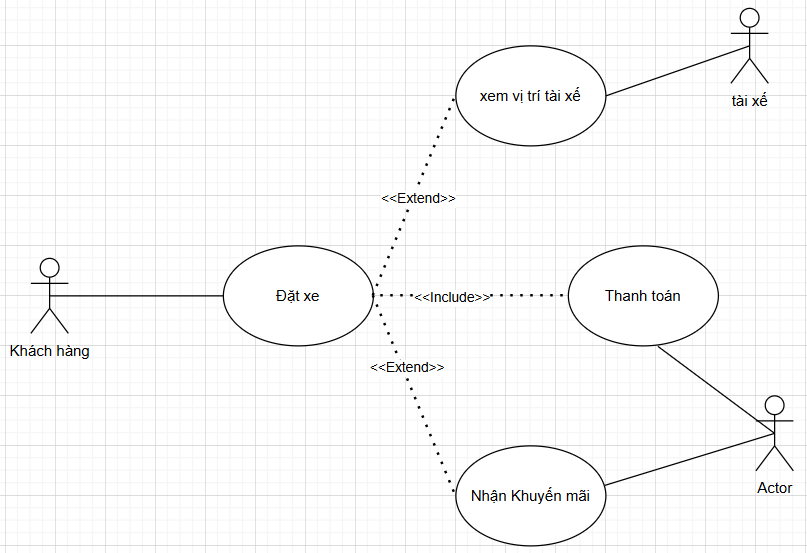 xem vị trí tài xế
tài xế
<<Extend>>
Khách hàng
Đặt xe
<<Include>>
Thanh toán
<<Extend>>
Nhận Khuyến mãi
Actor